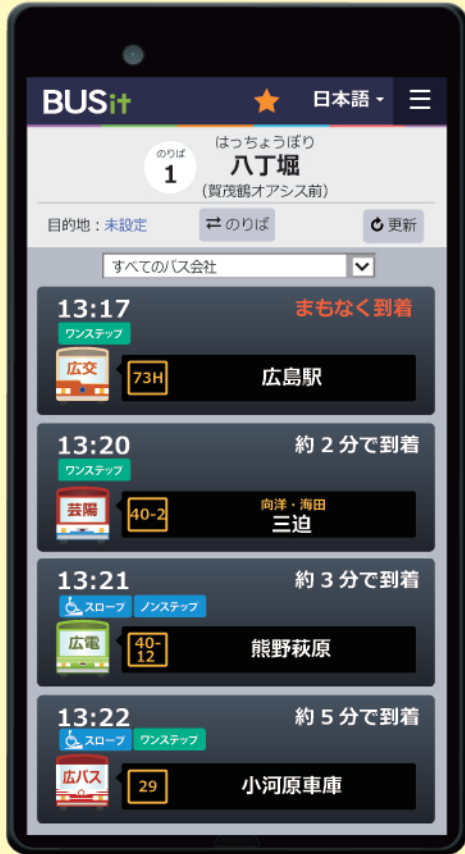 BUSit
日本語
のりば
1
はっちょうぼり
八丁堀
(賀茂鶴オアシス前)
目的地：未設定
のりば
更新
すべてのバス会社
13:17
まもなく到着
ワンステップ
広交
73H
広島駅
13:20
約2分で到着
ワンステップ
芸陽
40-2
向洋・海田
三迫
13:21
約3分で到着
スロープ
ノンステップ
広電
40-
12
熊野萩原
13:22
約5分で到着
スロープ
ワンステップ
広バス
29
小河原車庫